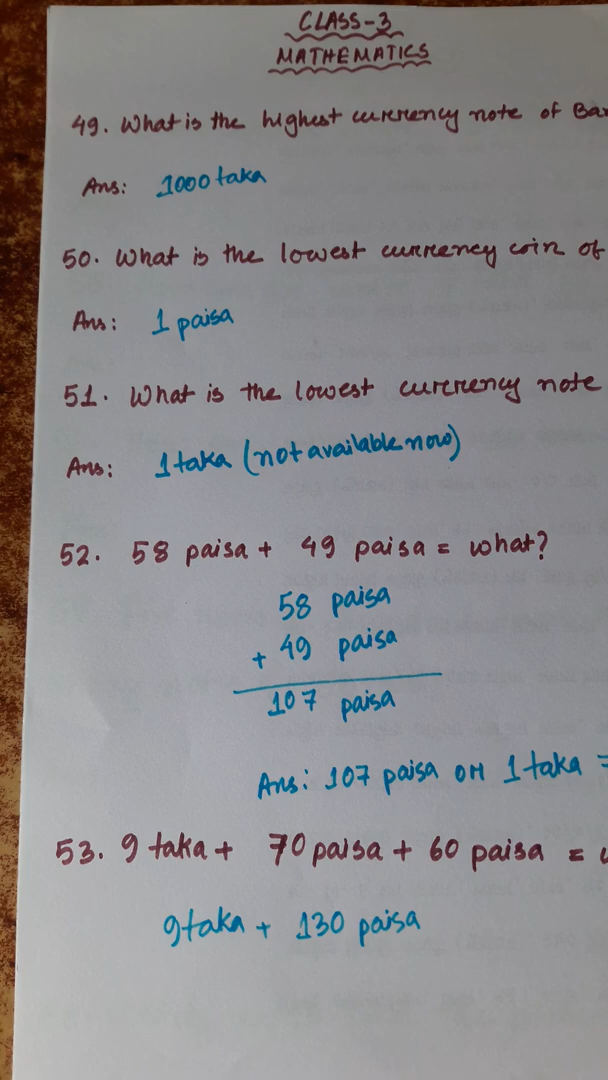 CLASS-3
MATHEMATICS
49. What is the highest currency note of
Ans: 1000 taka
50. What is the lowest currency coin of
Ans: 1 paisa
51. What is the lowest currency note
Ans: 1 taka (not available now)
52. 58 paisa + 49 paisa = what?
58 paisa
+ 49 paisa
107 paisa
Ans: 107 paisa or 1 taka =
53. 9 taka + 70 paisa + 60 paisa =
9 taka + 130 paisa